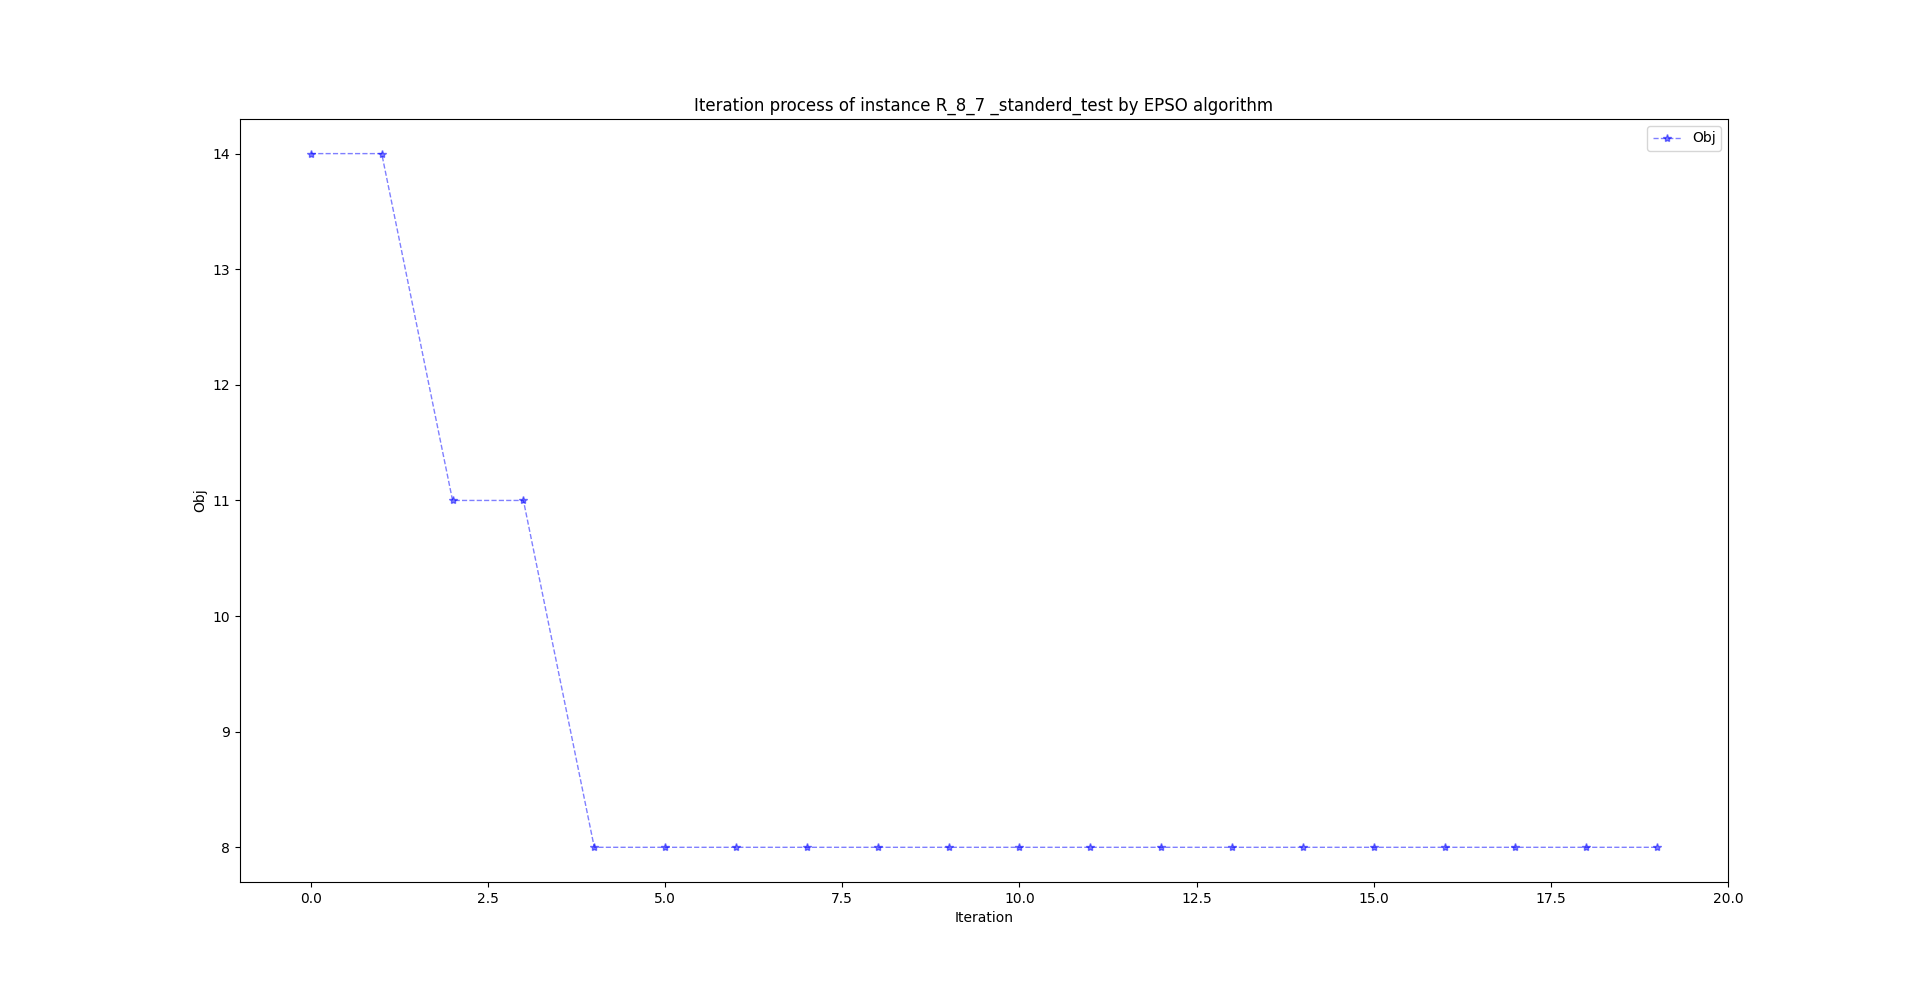 Iteration process of instance R_8_7 _standerd_test by EPSO algorithm
Obj
14
13
12
11
10
9
8
Obj
0.0 2.5 5.0 7.5 10.0 12.5 15.0 17.5 20.0
Iteration